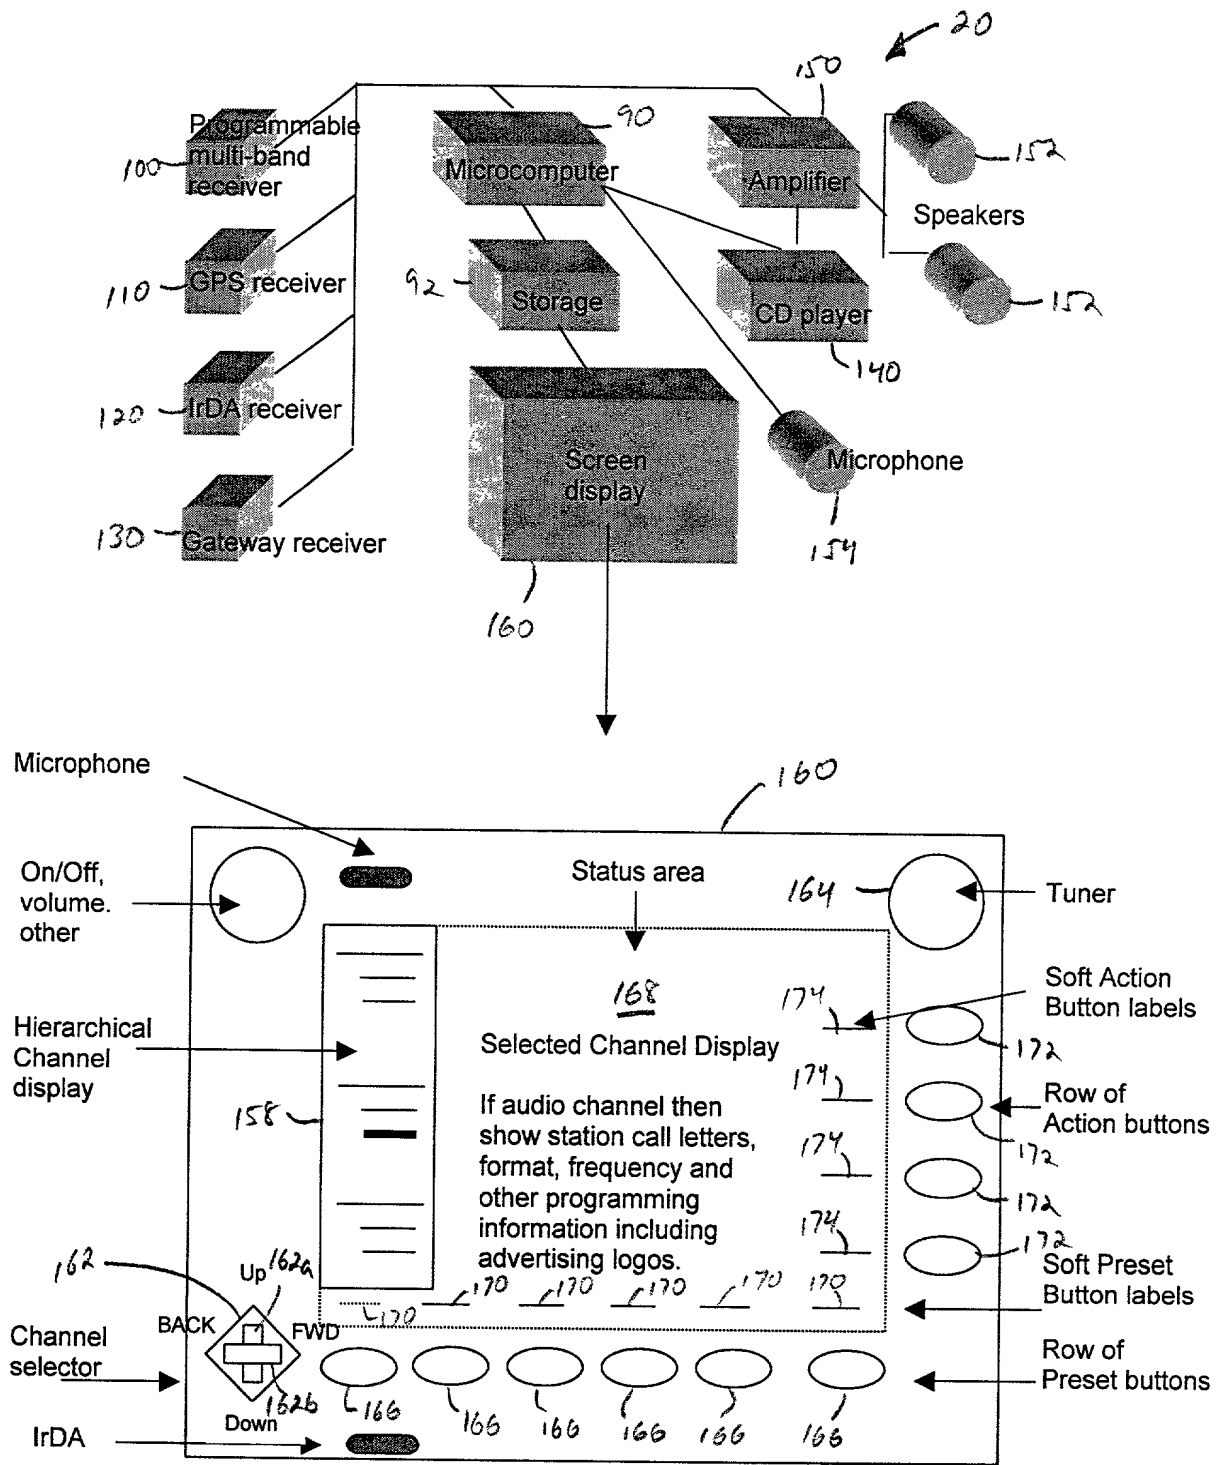 20
150
90
Programmable
multi-band
receiver
100
Microcomputer
Amplifier
152
Speakers
GPS receiver
110
92
Storage
CD player
152
140
IrDA receiver
120
Screen
display
Microphone
130
Gateway receiver
154
160
Microphone
160
On/Off,
volume.
other
Status area
164
Tuner
168
174
Soft Action
Button labels
Hierarchical
Channel
display
Selected Channel Display
172
174
Row of
Action buttons
158
If audio channel then
show station call letters,
format, frequency and
other programming
information including
advertising logos.
172
174
172
174
172
162
Up 162a
Soft Preset
Button labels
170 170 170 170 170 170
BACK
FWD
Channel
selector
Row of
Preset buttons
162b
Down
166 166 166 166 166 166
IrDA